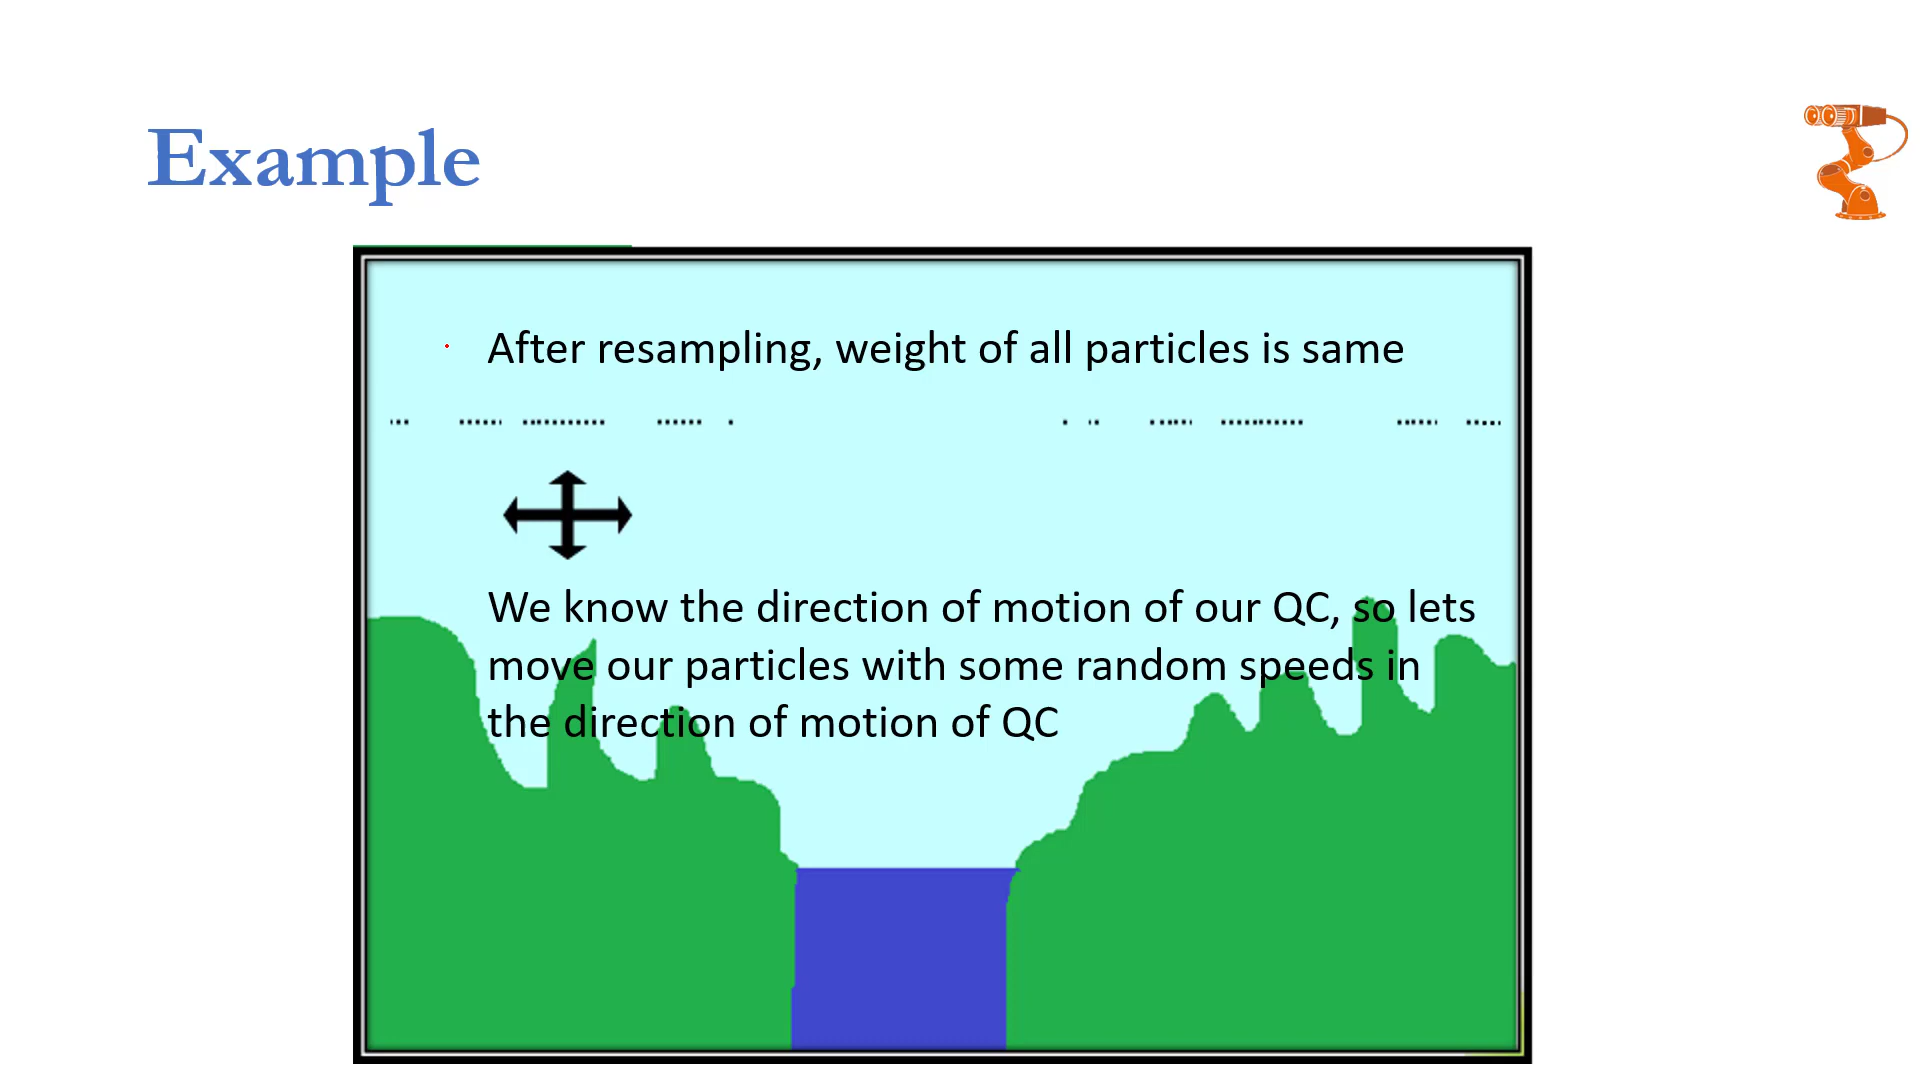 Example
After resampling, weight of all particles is same
We know the direction of motion of our QC, so lets
move our particles with some random speeds in
the direction of motion of QC